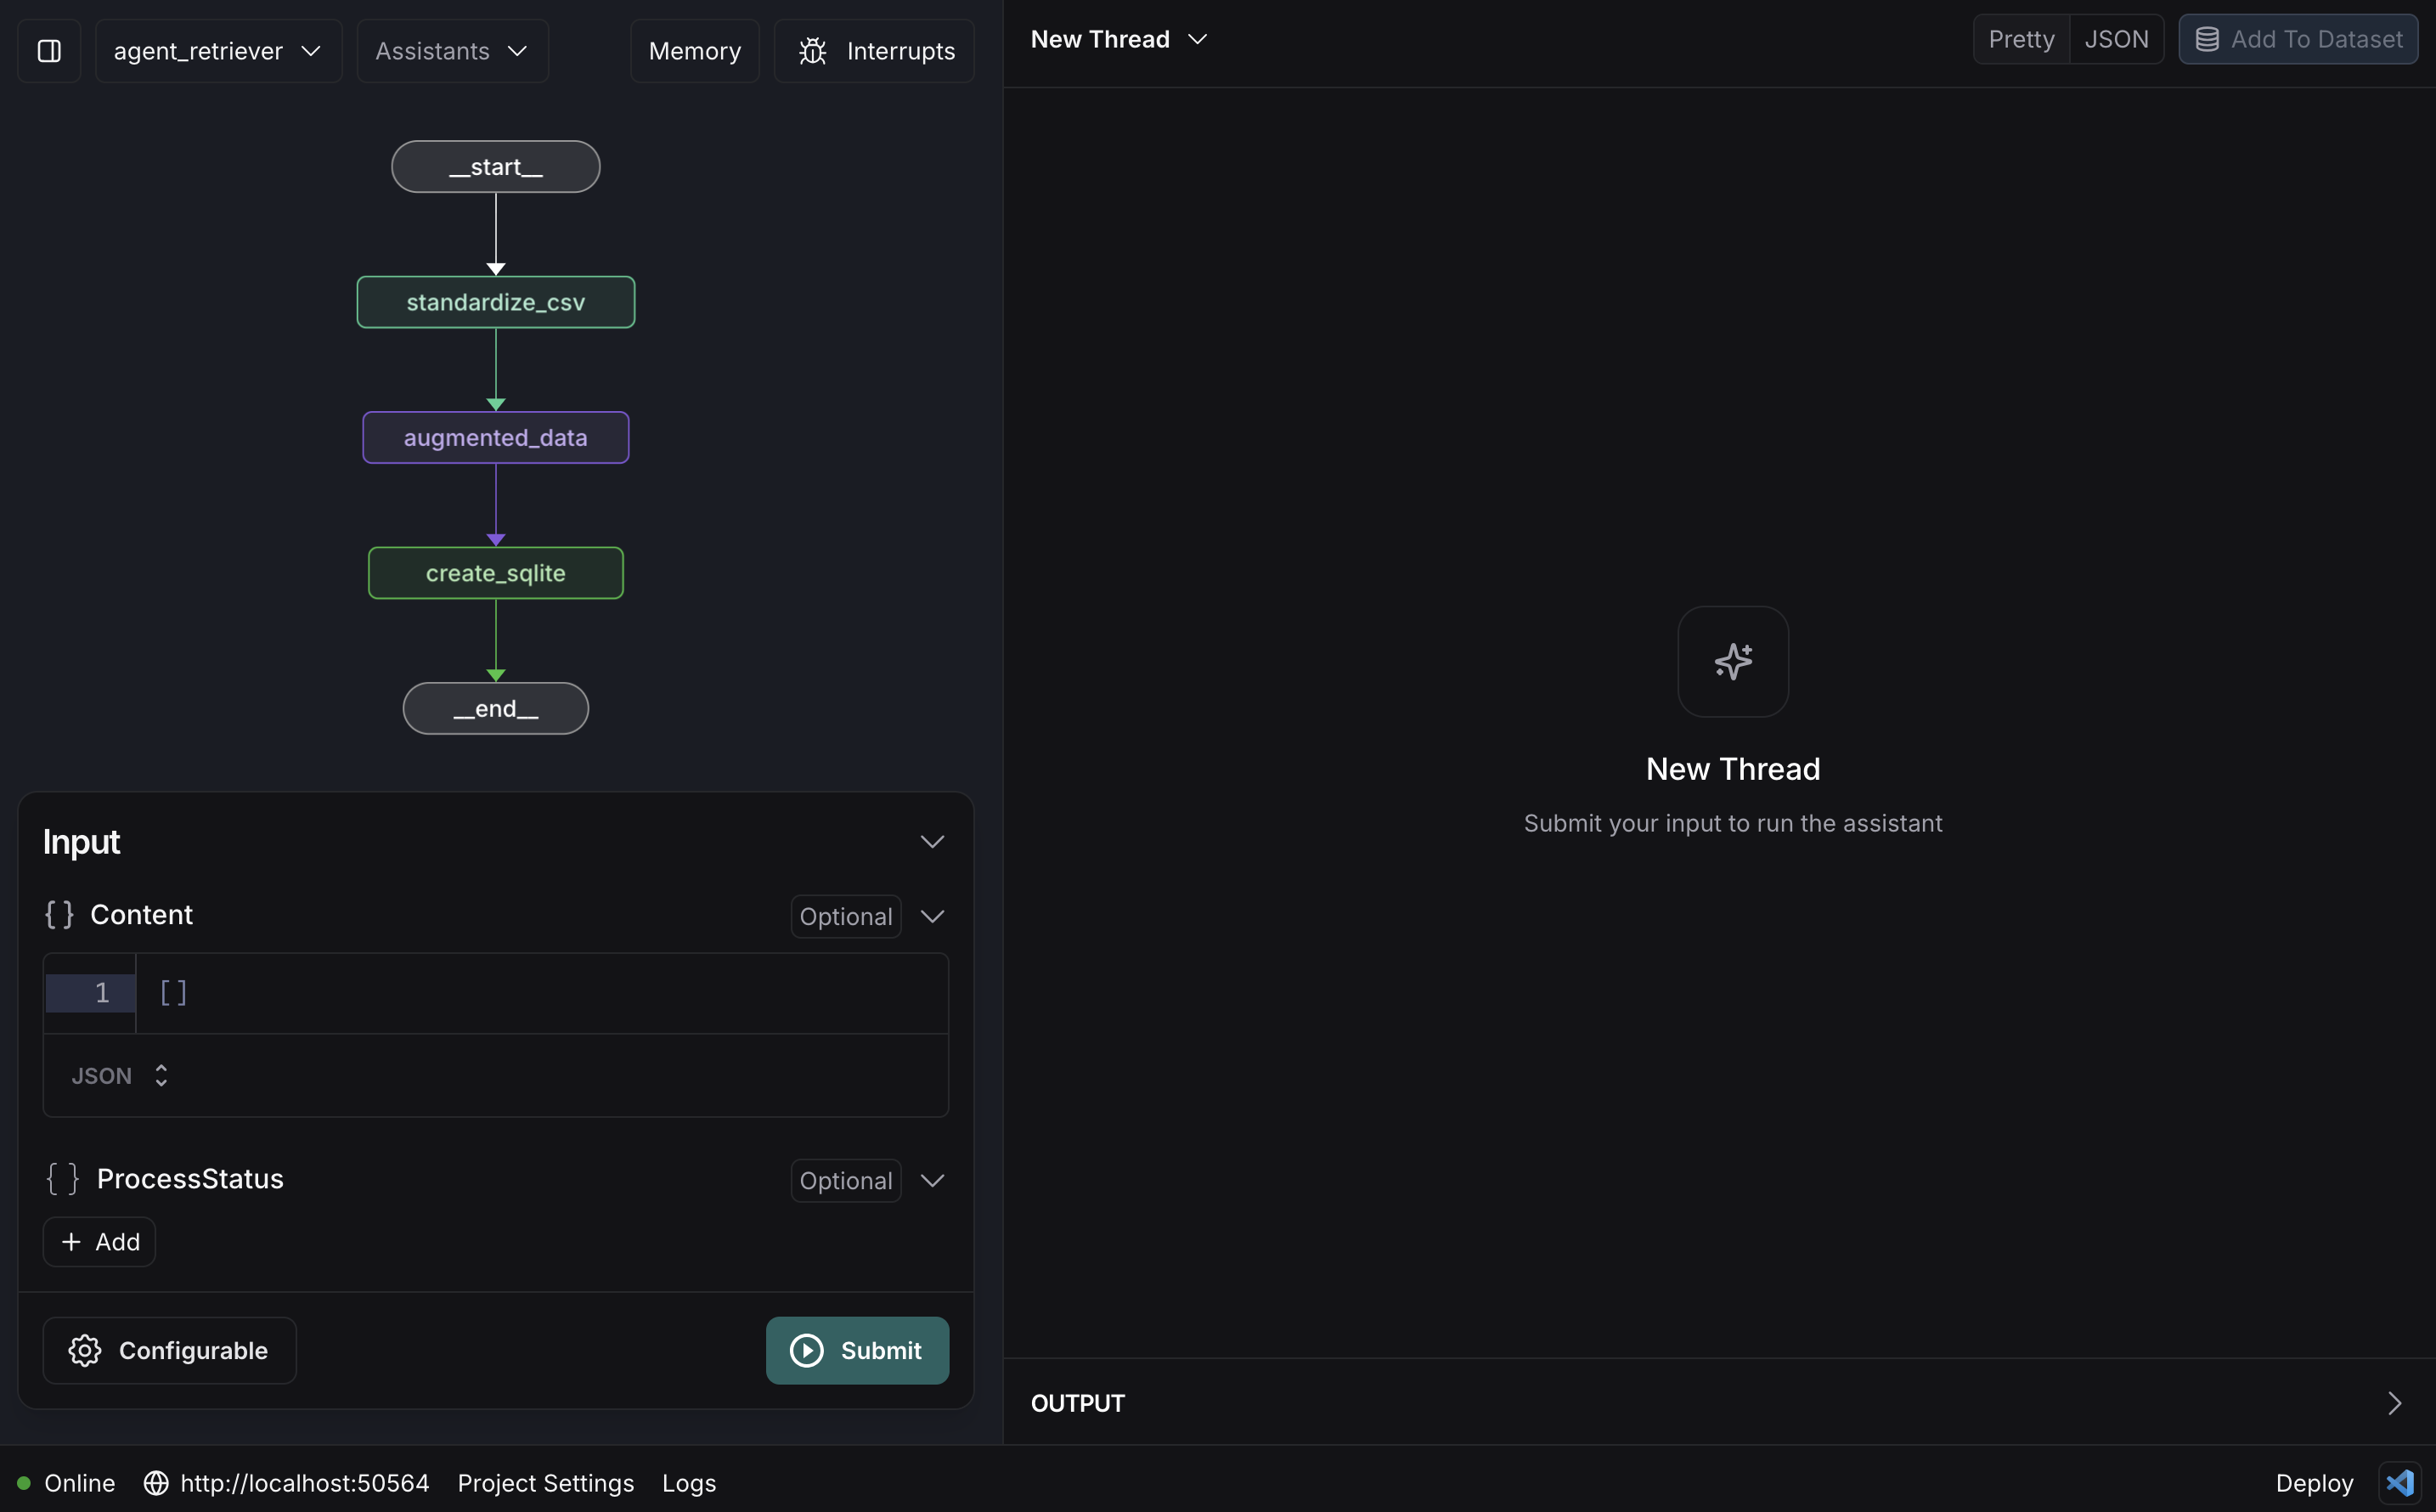 agent_retriever
Assistants
Memory
Interrupts
__start__
standardize_csv
augmented_data
create_sqlite
__end__
Input
{ } Content
Optional
1
[]
JSON
{ } ProcessStatus
Optional
+ Add
Configurable
Submit
New Thread
Pretty
JSON
Add To Dataset
New Thread
Submit your input to run the assistant
OUTPUT
Online
http://localhost:50564
Project Settings
Logs
Deploy